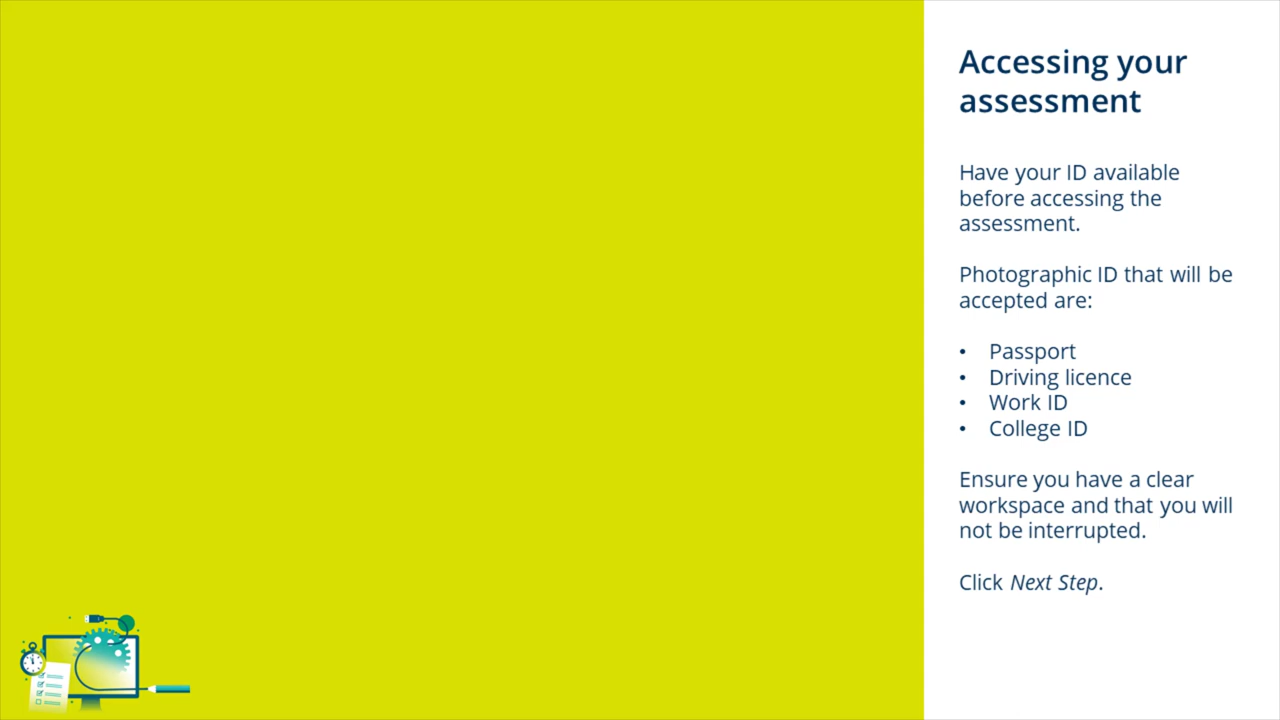 Accessing your
assessment
Have your ID available
before accessing the
assessment.
Photographic ID that will be
accepted are:
• Passport
• Driving licence
• Work ID
• College ID
Ensure you have a clear
workspace and that you will
not be interrupted.
Click Next Step.